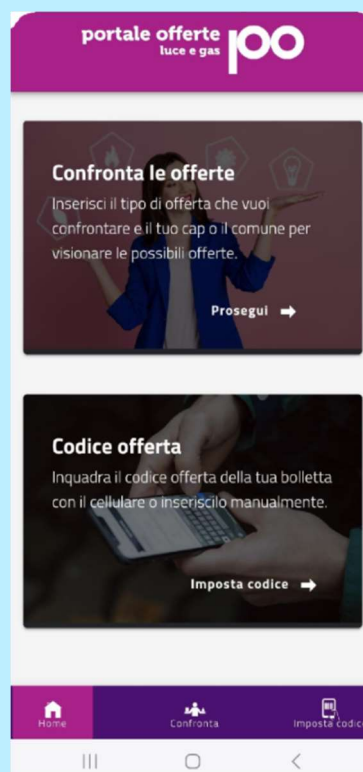 portale offerte
luce e gas
Confronta le offerte
Inserisci il tipo di offerta che vuoi
confrontare e il tuo cap o il comune per
visionare le possibili offerte.
Prosegui
Codice offerta
Inquadra il codice offerta della tua bolletta
con il cellulare o inseriscilo manualmente.
Imposta codice
Home
Confronta
Imposta codice